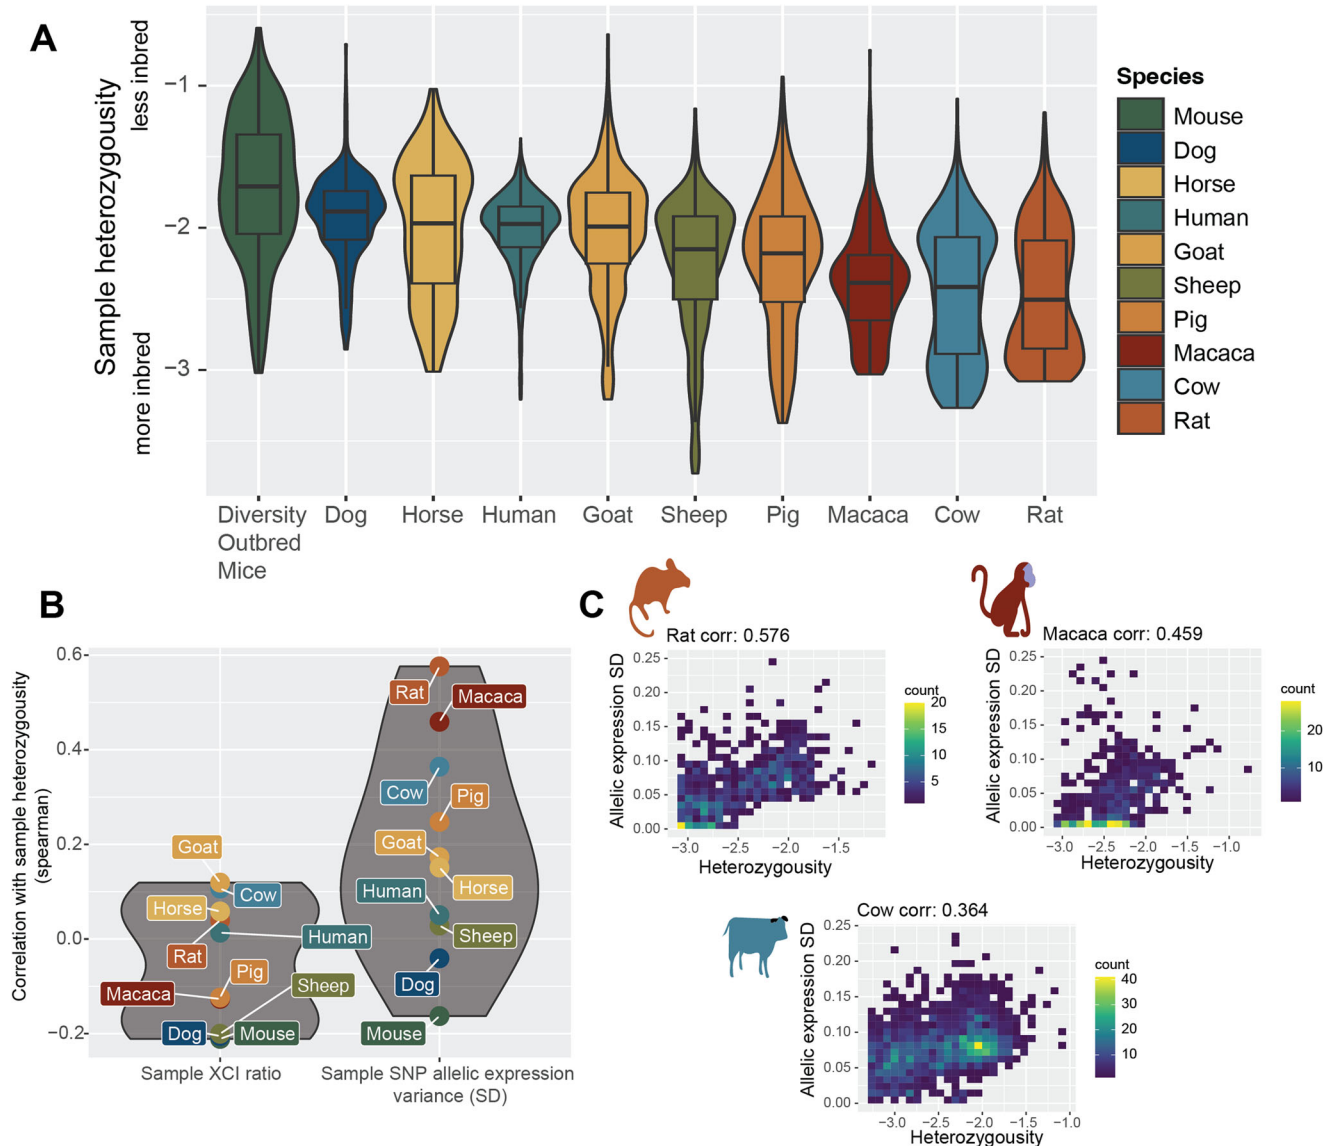 A
Sample heterozygousity
more inbred
less inbred
−1
−2
−3
Diversity
Outbred
Mice
Dog
Horse
Human
Goat
Sheep
Pig
Macaca
Cow
Rat
Species
Mouse
Dog
Horse
Human
Goat
Sheep
Pig
Macaca
Cow
Rat
B
Correlation with sample heterozygousity
(spearman)
0.6
0.4
0.2
0.0
−0.2
Goat
Cow
Horse
Rat
Human
Pig
Macaca
Sheep
Dog
Mouse
Rat
Macaca
Cow
Pig
Goat
Horse
Human
Sheep
Dog
Mouse
Sample XCI ratio
Sample SNP allelic expression
variance (SD)
C
Rat corr: 0.576
Allelic expression SD
0.25
0.20
0.15
0.10
0.05
0.00
−3.0
−2.5
−2.0
−1.5
Heterozygousity
count
20
15
10
5
Macaca corr: 0.459
Allelic expression SD
0.25
0.20
0.15
0.10
0.05
0.00
−3.0
−2.5
−2.0
−1.5
−1.0
Heterozygousity
count
20
10
Cow corr: 0.364
Allelic expression SD
0.25
0.20
0.15
0.10
0.05
0.00
−3.0
−2.5
−2.0
−1.5
−1.0
Heterozygousity
count
40
30
20
10